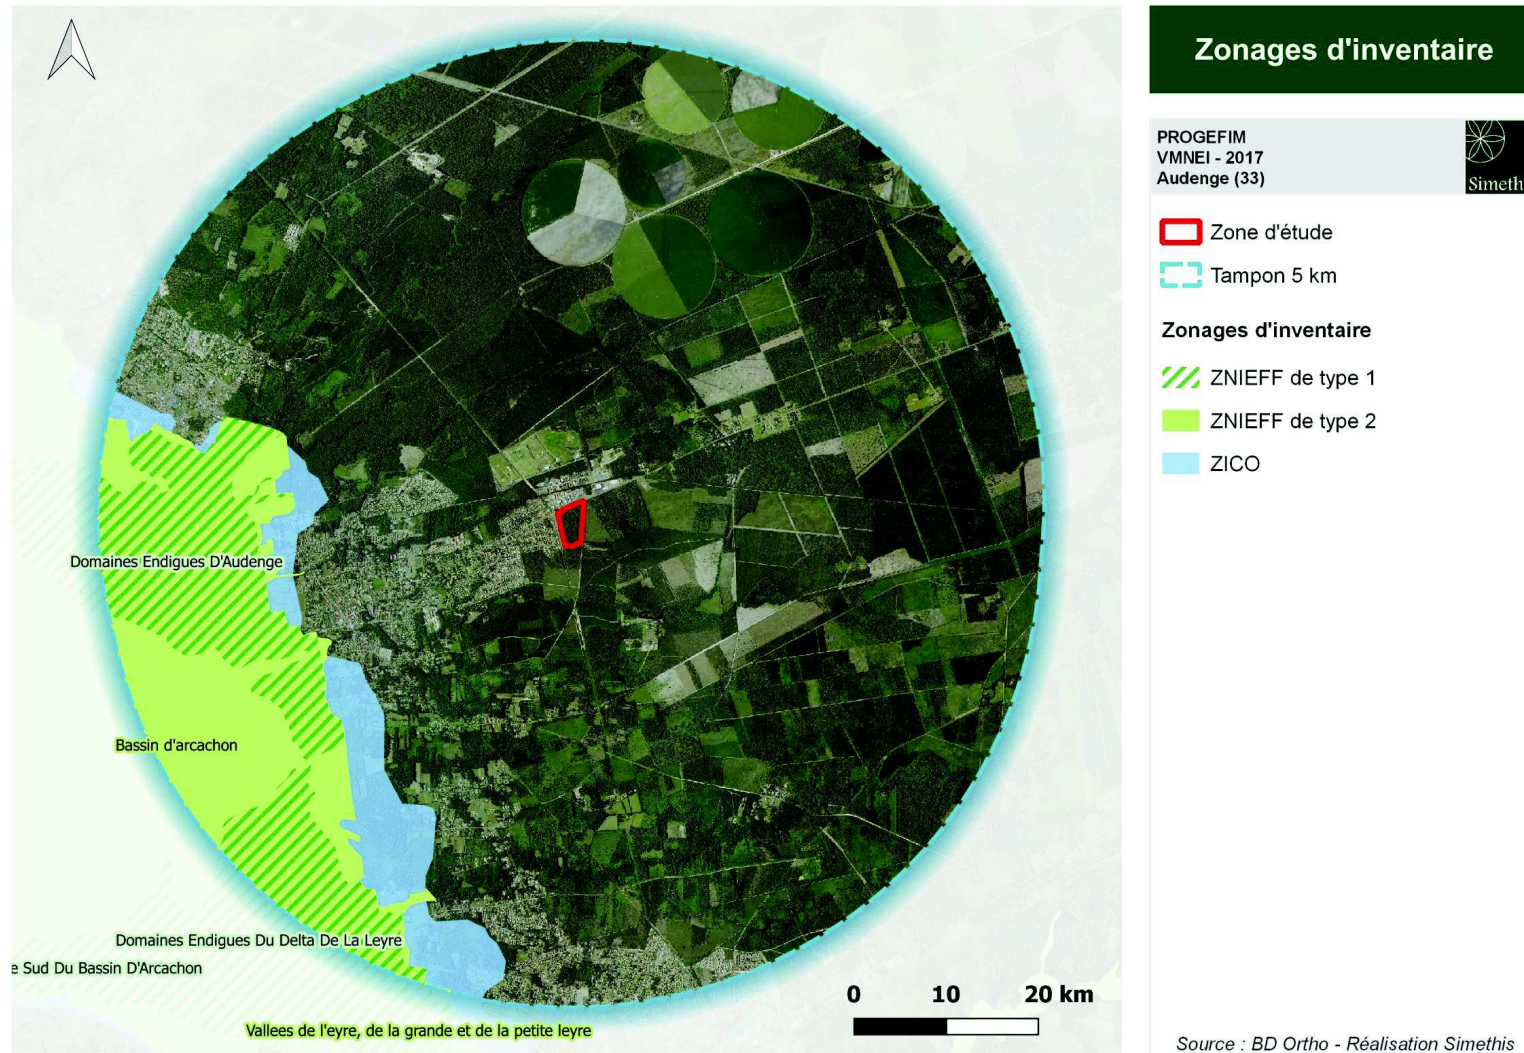 Zonages d'inventaire
PROGEFIM
VMNEI - 2017
Audenge (33)
Simeth
Zone d'étude
Tampon 5 km
Zonages d'inventaire
ZNIEFF de type 1
ZNIEFF de type 2
ZICO
Domaines Endigues D'Audenge
Bassin d'arcachon
Domaines Endigues Du Delta De La Leyre
e Sud Du Bassin D'Arcachon
Vallees de l'eyre, de la grande et de la petite leyre
0 10 20 km
Source : BD Ortho - Réalisation Simethis